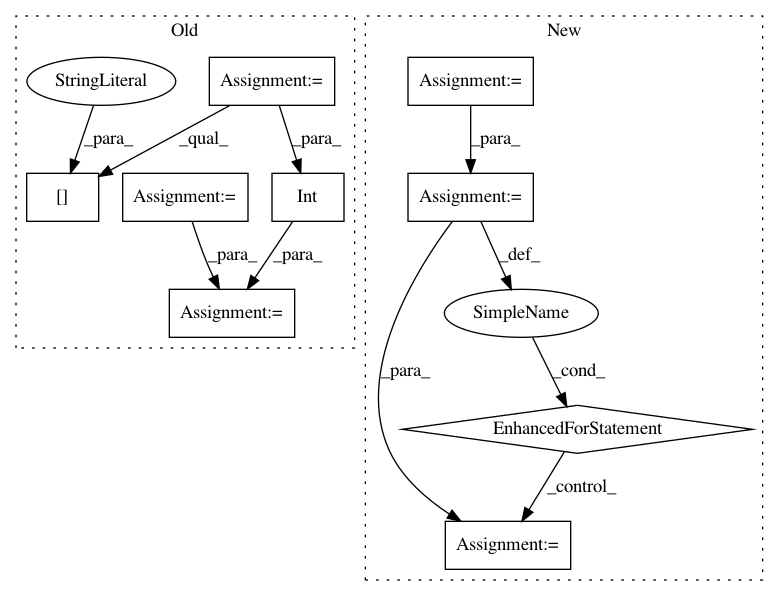 Old
StringLiteral
Assignment:=
_para_
_qual_
_para_
[]
Assignment:=
Int
_para_
_para_
Assignment:=
New
Assignment:=
_para_
Assignment:=
_def_
SimpleName
_para_
_cond_
EnhancedForStatement
_control_
Assignment:=